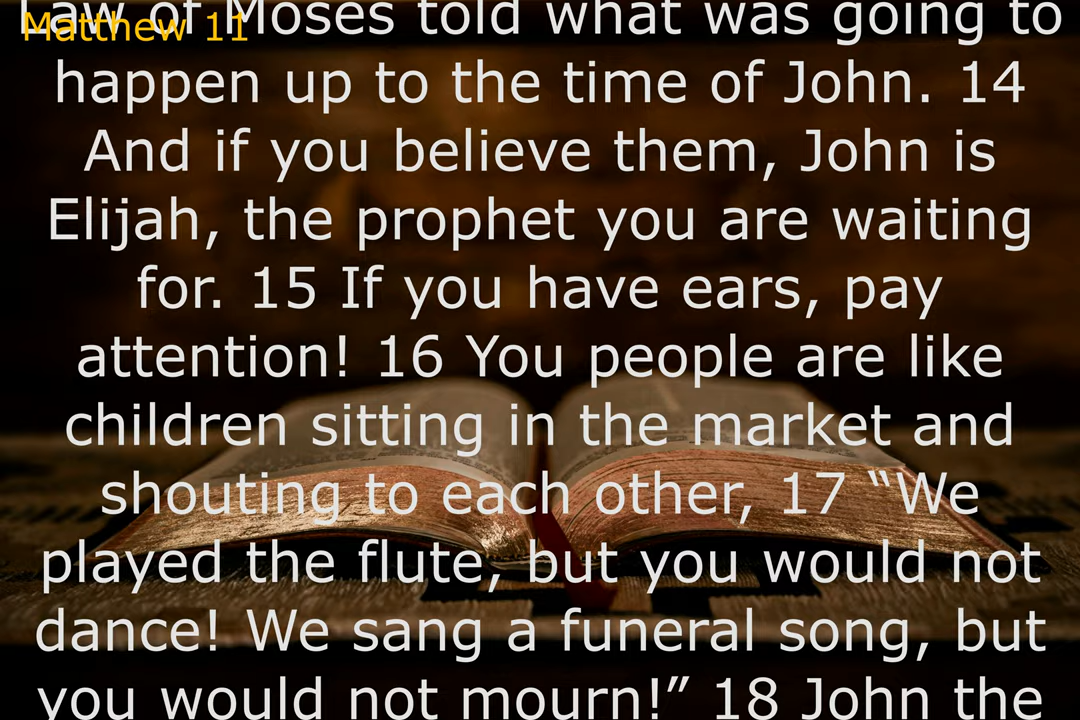 Matthew 11
Law of Moses told what was going to
happen up to the time of John. 14
And if you believe them, John is
Elijah, the prophet you are waiting
for. 15 If you have ears, pay
attention! 16 You people are like
children sitting in the market and
shouting to each other, 17 “We
played the flute, but you would not
dance! We sang a funeral song, but
you would not mourn!” 18 John the